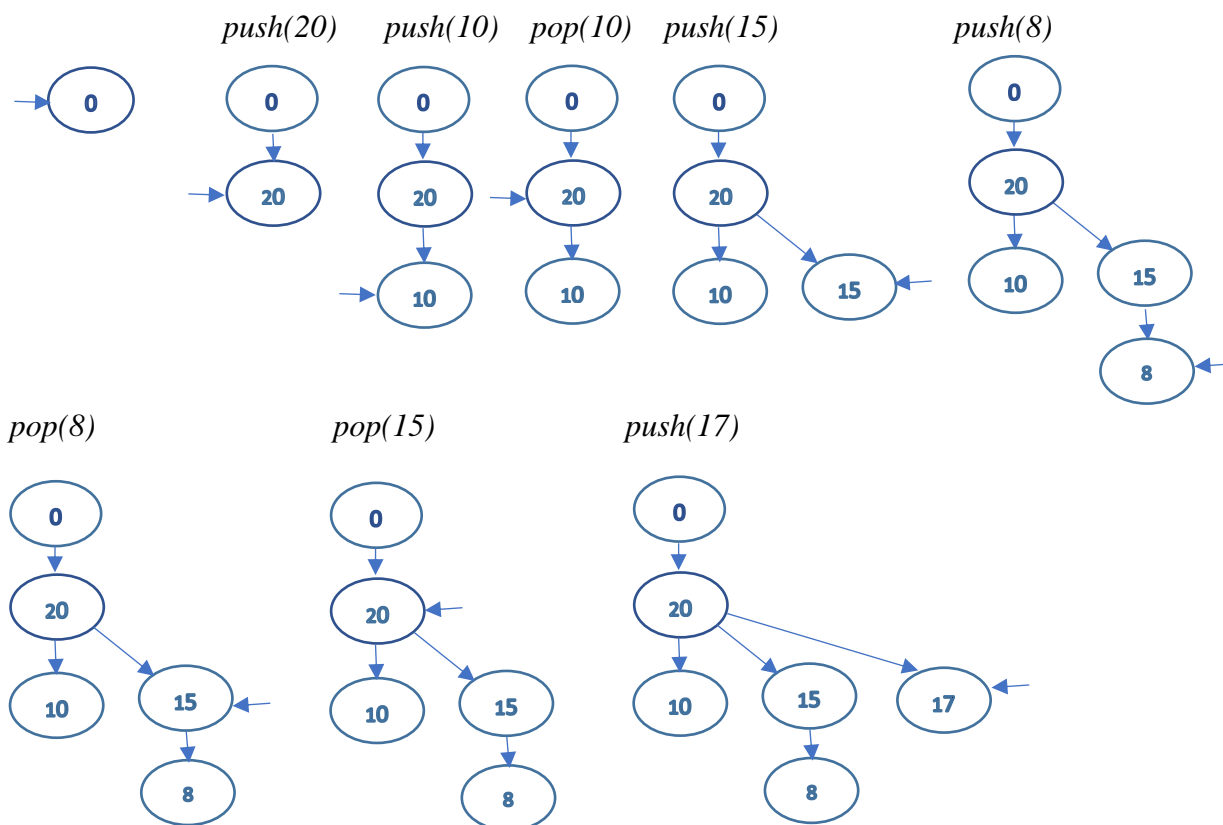 push(20) push(10) pop(10) push(15) push(8)
0 0 0 0 0 0
20 20 20 20 20
10 10 10 15 10 15
8
pop(8) pop(15) push(17)
0 0 0
20 20 20
10 15 10 15 10 15 17
8 8 8